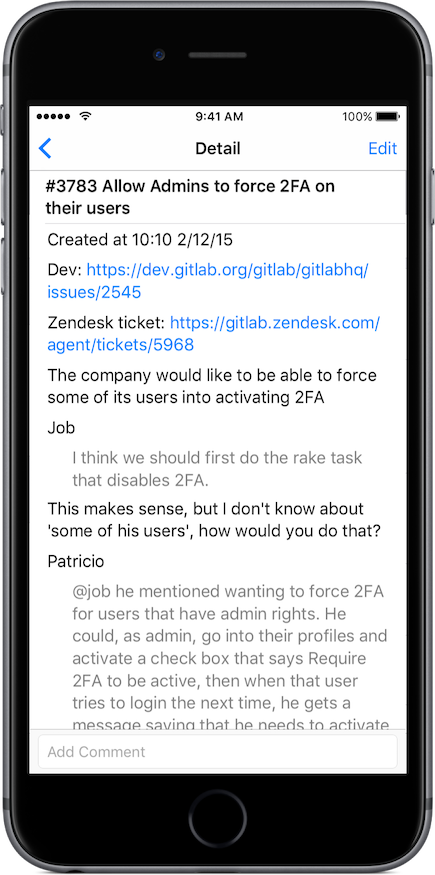 9:41 AM 100%
Detail Edit
#3783 Allow Admins to force 2FA on
their users
Created at 10:10 2/12/15
Dev: https://dev.gitlab.org/gitlab/gitlabhq/
issues/2545
Zendesk ticket: https://gitlab.zendesk.com/
agent/tickets/5968
The company would like to be able to force
some of its users into activating 2FA
Job
I think we should first do the rake task
that disables 2FA.
This makes sense, but I don't know about
'some of his users', how would you do that?
Patricio
@job he mentioned wanting to force 2FA
for users that have admin rights. He
could, as admin, go into their profiles and
activate a check box that says Require
2FA to be active, then when that user
tries to login the next time, he gets a
message saying that he needs to activate
Add Comment